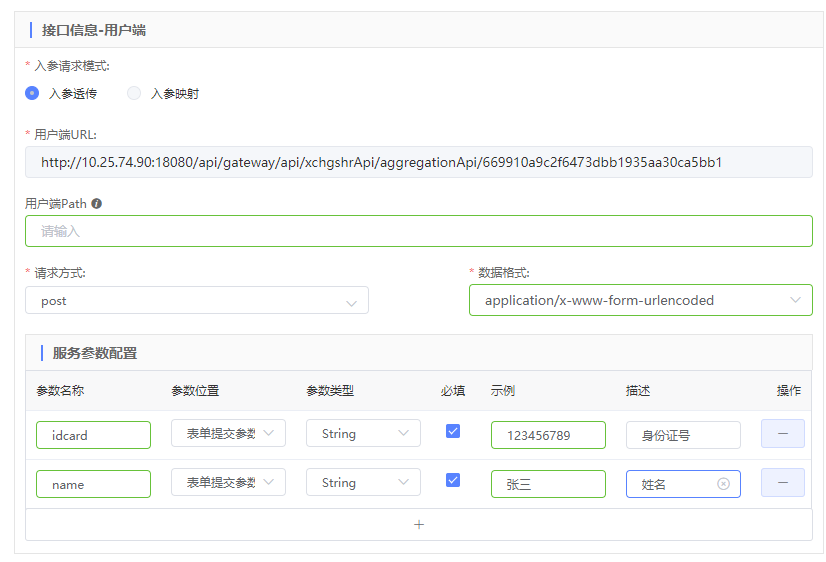 接口信息-用户端
* 入参请求模式:
入参透传 入参映射
* 用户端URL:
http://10.25.74.90:18080/api/gateway/api/xchgshrApi/aggregationApi/669910a9c2f6473dbb1935aa30ca5bb1
用户端Path
请输入
* 请求方式: * 数据格式:
post application/x-www-form-urlencoded
服务参数配置
参数名称 参数位置 参数类型 必填 示例 描述 操作
idcard 表单提交参数 String 123456789 身份证号
name 表单提交参数 String 张三 姓名